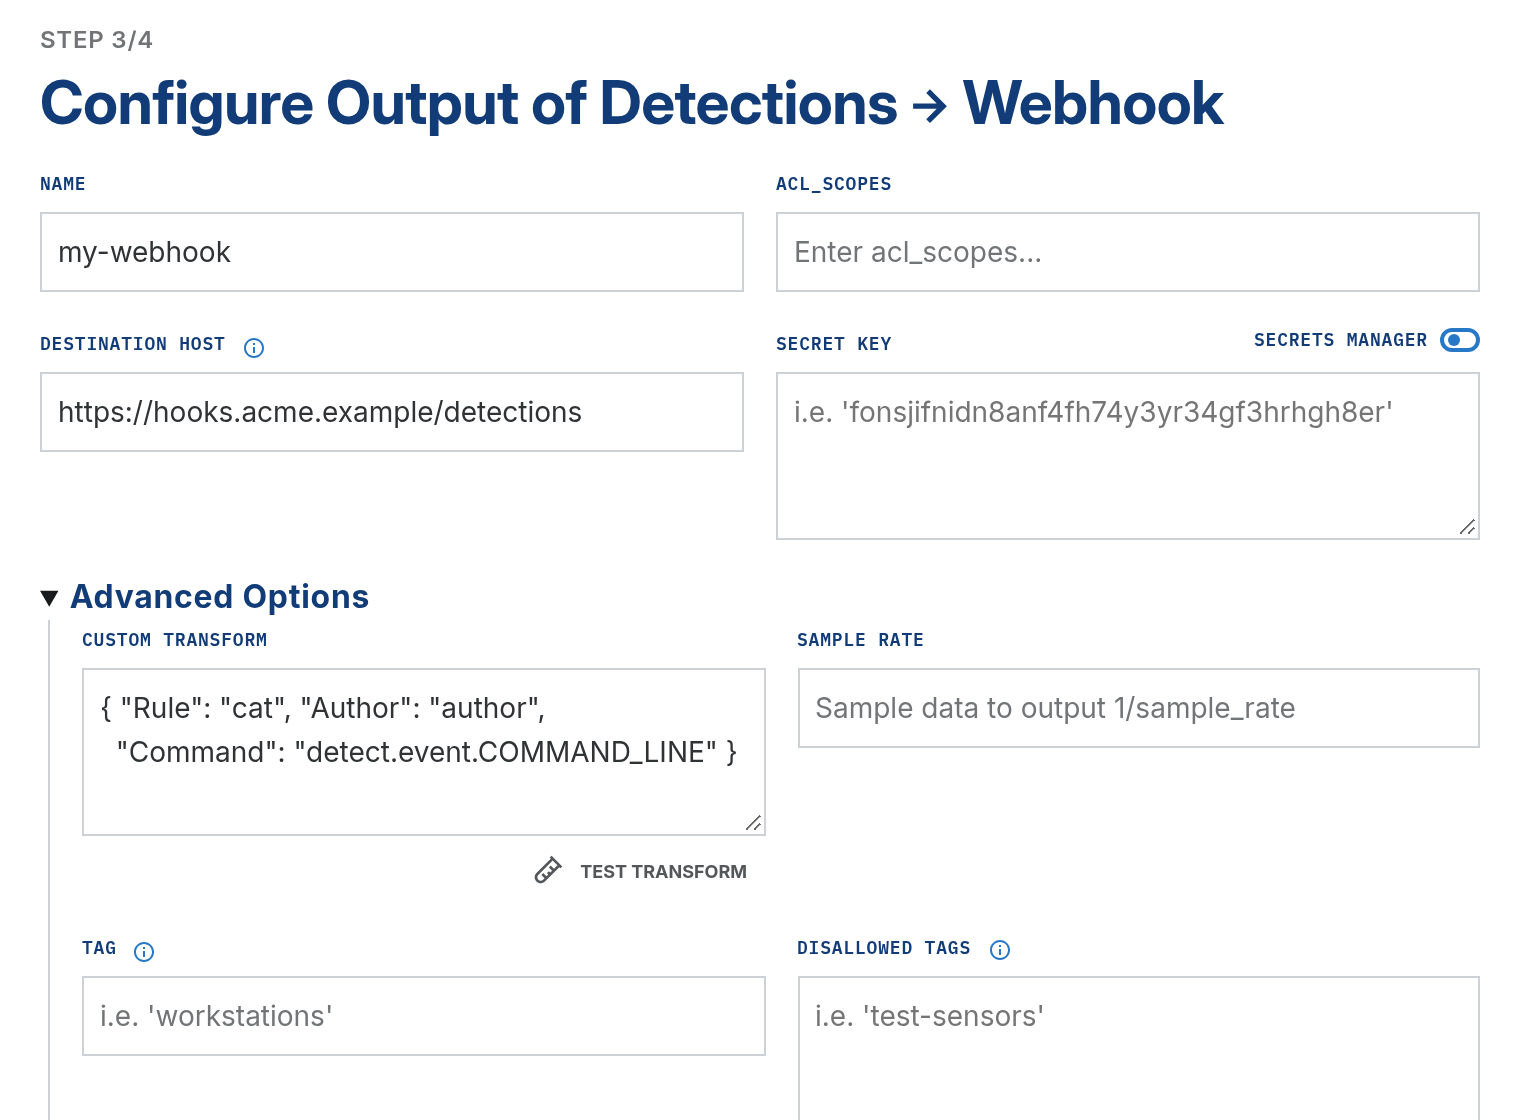 STEP 3/4
Configure Output of Detections → Webhook
NAME
my-webhook
ACL_SCOPES
Enter acl_scopes...
DESTINATION HOST
https://hooks.acme.example/detections
SECRET KEY
SECRETS MANAGER
i.e. 'fonsjifnidn8anf4fh74y3yr34gf3hrhgh8er'
Advanced Options
CUSTOM TRANSFORM
{ "Rule": "cat", "Author": "author",
"Command": "detect.event.COMMAND_LINE" }
TEST TRANSFORM
SAMPLE RATE
Sample data to output 1/sample_rate
TAG
i.e. 'workstations'
DISALLOWED TAGS
i.e. 'test-sensors'